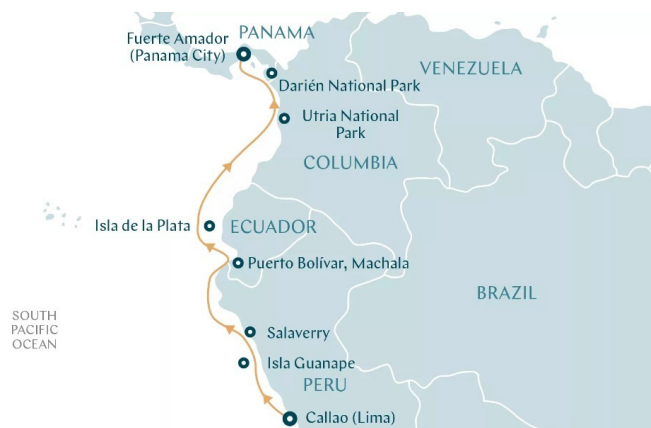 PANAMA
Fuerte Amador
(Panama City)
VENEZUELA
Darién National Park
Utria National
Park
COLUMBIA
Isla de la Plata
ECUADOR
Puerto Bolívar, Machala
BRAZIL
SOUTH
PACIFIC
OCEAN
Salaverry
Isla Guanape
PERU
Callao (Lima)